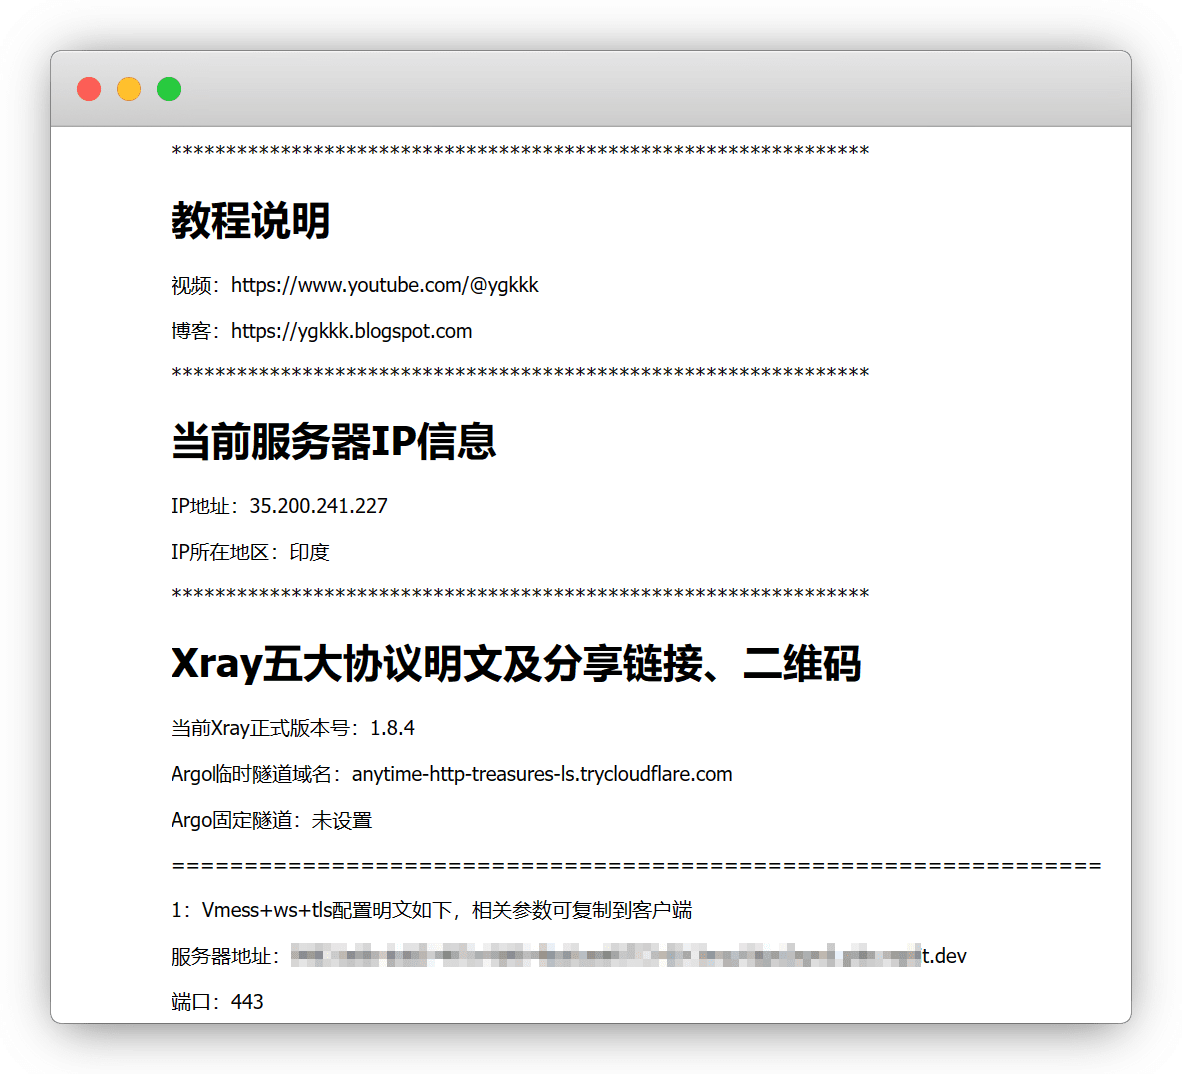 ****************************************************************
教程说明
视频：https://www.youtube.com/@ygkkk
博客：https://ygkkk.blogspot.com
****************************************************************
当前服务器IP信息
IP地址：35.200.241.227
IP所在地区：印度
****************************************************************
Xray五大协议明文及分享链接、二维码
当前Xray正式版本号：1.8.4
Argo临时隧道域名：anytime-http-treasures-ls.trycloudflare.com
Argo固定隧道：未设置
================================================================
1：Vmess+ws+tls配置明文如下，相关参数可复制到客户端
服务器地址：t.dev
端口：443